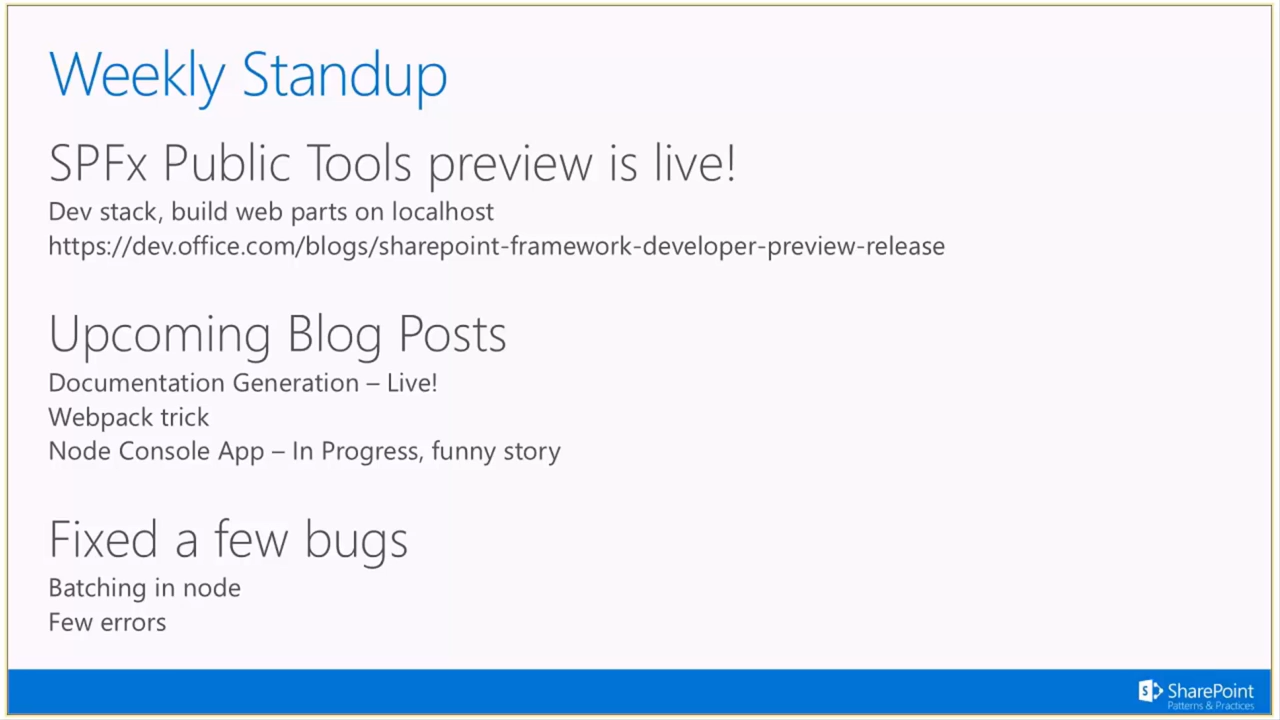 Weekly Standup
SPFx Public Tools preview is live!
Dev stack, build web parts on localhost
https://dev.office.com/blogs/sharepoint-framework-developer-preview-release
Upcoming Blog Posts
Documentation Generation – Live!
Webpack trick
Node Console App – In Progress, funny story
Fixed a few bugs
Batching in node
Few errors
S
SharePoint
Patterns & Practices